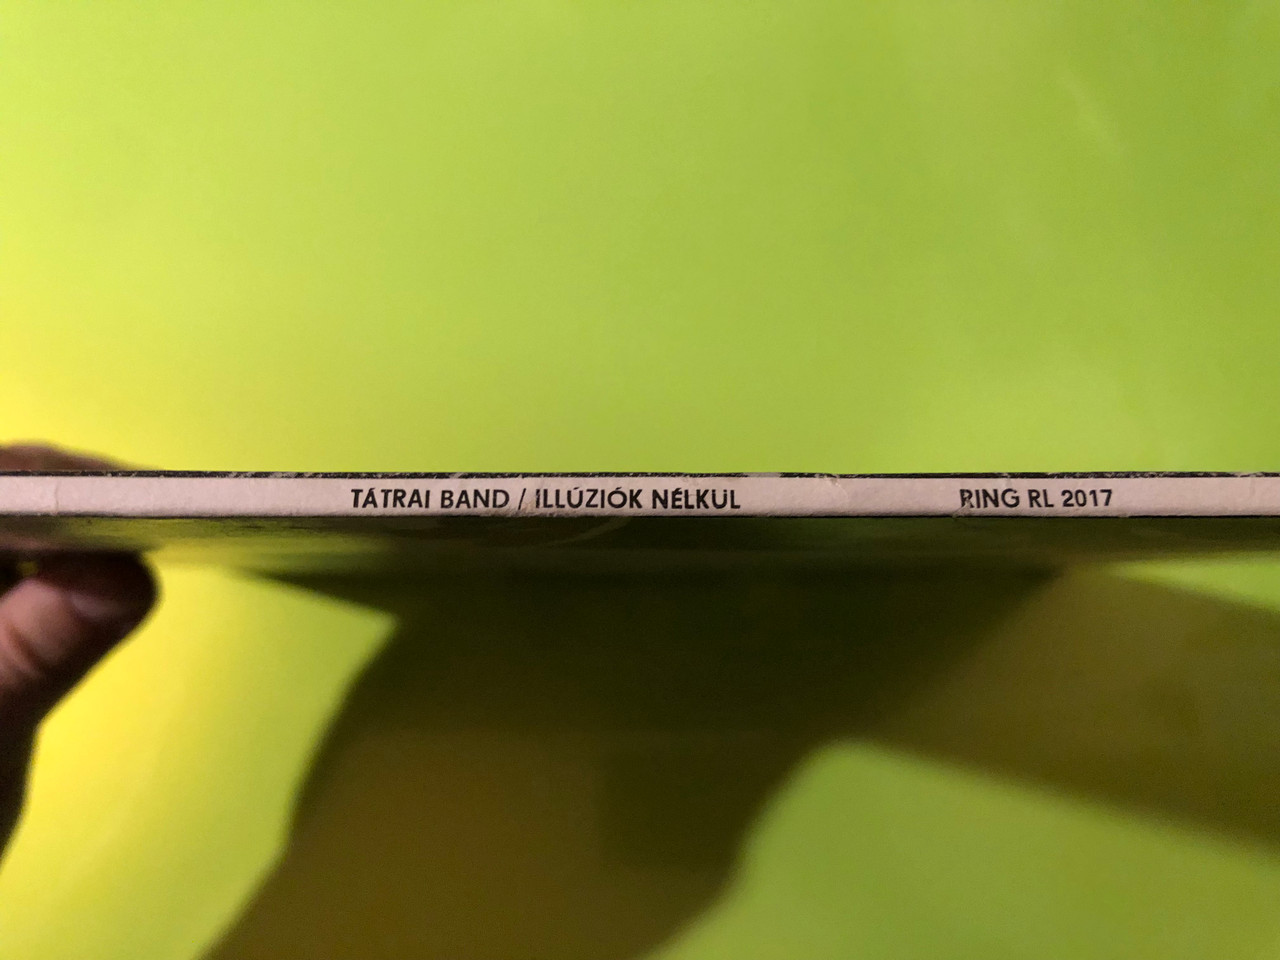 TÁTRAI BAND / ILLÚZIÓK NÉLKÜL RING RL 2017